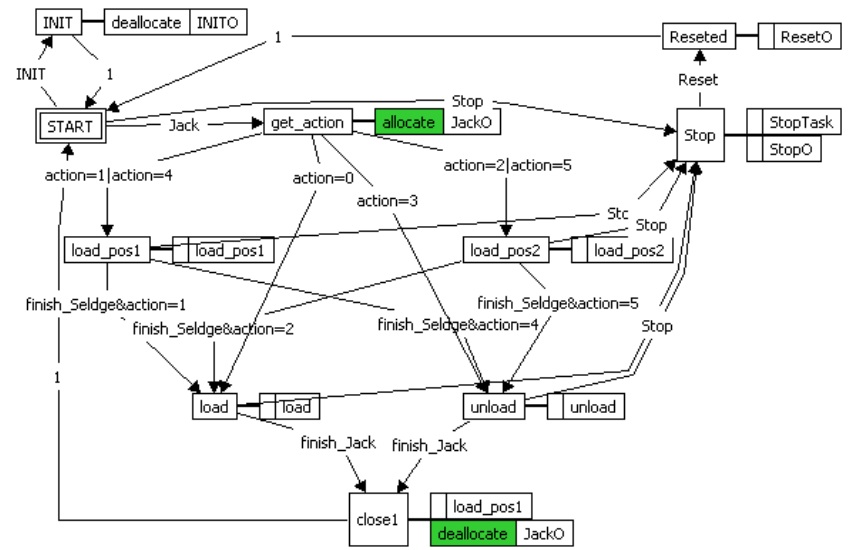 INIT deallocate INITO
Reseted ResetO
1
INIT 1
Reset
Stop
START Jack get_action allocate JackO
StopTask
Stop
StopO
action=1|action=4 action=0 action=2|action=5
action=3
Stop
load_pos1 load_pos1 load_pos2 load_pos2
finish_Seldge&action=1 finish_Seldge&action=5
finish_Seldge&action=2 finish_Seldge&action=4 Stop
1
load load unload unload
finish_Jack finish_Jack
load_pos1
close1
deallocate JackO